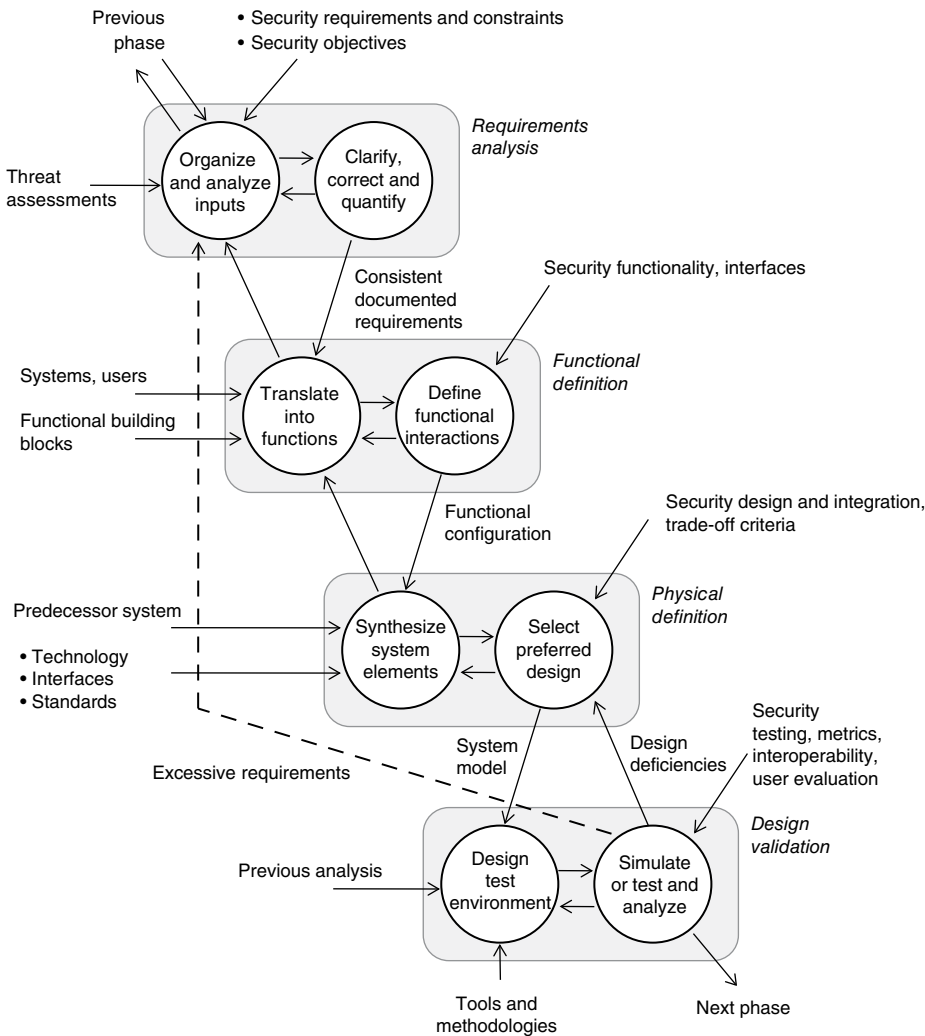 Previous
phase
• Security requirements and constraints
• Security objectives
Requirements
analysis
Organize
and analyze
inputs
Clarify,
correct and
quantify
Threat
assessments
Consistent
documented
requirements
Security functionality, interfaces
Functional
definition
Systems, users
Functional building
blocks
Translate
into
functions
Define
functional
interactions
Functional
configuration
Security design and integration,
trade-off criteria
Physical
definition
Predecessor system
• Technology
• Interfaces
• Standards
Synthesize
system
elements
Select
preferred
design
Excessive requirements
System
model
Design
deficiencies
Security
testing, metrics,
interoperability,
user evaluation
Design
validation
Previous analysis
Design
test
environment
Simulate
or test and
analyze
Tools and
methodologies
Next phase